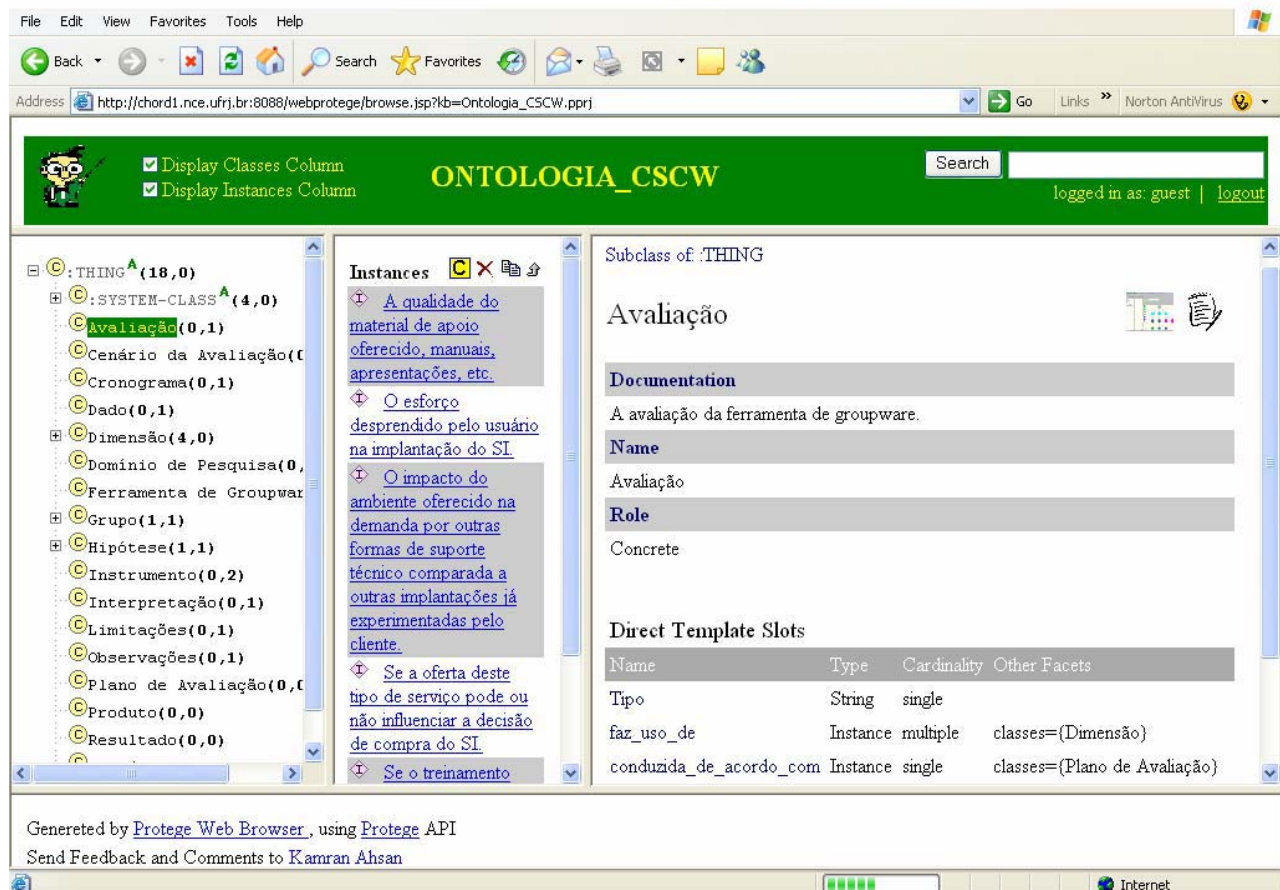 File Edit View Favorites Tools Help
Back Search Favorites
Address http://chord1.nce.ufrj.br:8088/webprotege/browse.jsp?kb=Ontologia_CSCW.pprj Go Links » Norton AntiVirus
Display Classes Column
Display Instances Column
ONTOLOGIA_CSCW
Search
logged in as: guest | logout
:THING A (18,0)
:SYSTEM-CLASS A (4,0)
Avaliação(0,1)
Cenário da Avaliação(0
Cronograma(0,1)
Dado(0,1)
Dimensão(4,0)
Domínio de Pesquisa(0,
Ferramenta de Groupwar
Grupo(1,1)
Hipótese(1,1)
Instrumento(0,2)
Interpretação(0,1)
Limitações(0,1)
Observações(0,1)
Plano de Avaliação(0,0
Produto(0,0)
Resultado(0,0)
Instances C
A qualidade do
material de apoio
oferecido, manuais,
apresentações, etc.
O esforço
desprendido pelo usuário
na implantação do SI.
O impacto do
ambiente oferecido na
demanda por outras
formas de suporte
técnico comparada a
outras implantações já
experimentadas pelo
cliente.
Se a oferta deste
tipo de serviço pode ou
não influenciar a decisão
de compra do SI.
Se o treinamento
Subclass of: :THING
Avaliação
Documentation
A avaliação da ferramenta de groupware.
Name
Avaliação
Role
Concrete
Direct Template Slots
Name Type Cardinality Other Facets
Tipo String single
faz_uso_de Instance multiple classes={Dimensão}
conduzida_de_acordo_com Instance single classes={Plano de Avaliação}
Genereted by Protege Web Browser , using Protege API
Send Feedback and Comments to Kamran Ahsan
Internet